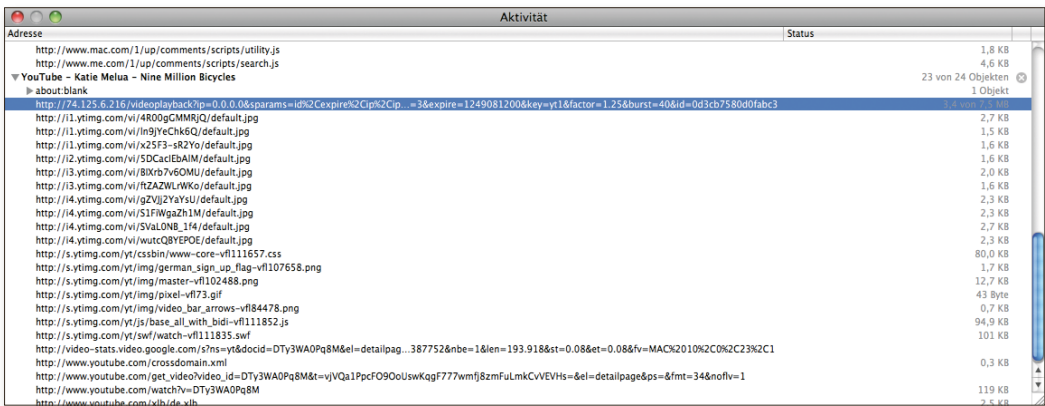 Aktivität
Adresse Status
http://www.mac.com/1/up/comments/scripts/utility.js 1,8 KB
http://www.me.com/1/up/comments/scripts/search.js 4,6 KB
YouTube – Katie Melua – Nine Million Bicycles 23 von 24 Objekten
about:blank 1 Objekt
http://74.125.6.216/videoplayback?ip=0.0.0.0&sparams=id%2Cexpire%2Cip%2Cip...=3&expire=1249081200&key=yt1&factor=1.25&burst=40&id=0d3cb7580d0fabc3 3,4 von 7,5 MB
http://i1.ytimg.com/vi/4R00gGMMRjQ/default.jpg 2,7 KB
http://i1.ytimg.com/vi/ln9jYeChk6Q/default.jpg 1,5 KB
http://i1.ytimg.com/vi/x25F3-sR2Yo/default.jpg 1,6 KB
http://i2.ytimg.com/vi/5DCacIEbAlM/default.jpg 1,6 KB
http://i3.ytimg.com/vi/8lXrb7v6OMU/default.jpg 2,0 KB
http://i3.ytimg.com/vi/ftZAZWLrWKo/default.jpg 1,6 KB
http://i4.ytimg.com/vi/gZVJj2YaYsU/default.jpg 2,3 KB
http://i4.ytimg.com/vi/S1FiWgaZh1M/default.jpg 2,3 KB
http://i4.ytimg.com/vi/SVaL0NB_1f4/default.jpg 2,7 KB
http://i4.ytimg.com/vi/wutcQ8YEPOE/default.jpg 2,3 KB
http://s.ytimg.com/yt/cssbin/www-core-vfl111657.css 80,0 KB
http://s.ytimg.com/yt/img/german_sign_up_flag-vfl107658.png 1,7 KB
http://s.ytimg.com/yt/img/master-vfl102488.png 12,7 KB
http://s.ytimg.com/yt/img/pixel-vfl73.gif 43 Byte
http://s.ytimg.com/yt/img/video_bar_arrows-vfl84478.png 0,7 KB
http://s.ytimg.com/yt/js/base_all_with_bidi-vfl111852.js 94,9 KB
http://s.ytimg.com/yt/swf/watch-vfl111835.swf 101 KB
http://video-stats.video.google.com/s?ns=yt&docid=DTy3WA0Pq8M&el=detailpag...387752&nbe=1&len=193.918&st=0.08&et=0.08&fv=MAC%2010%2C0%2C23%2C1
http://www.youtube.com/crossdomain.xml 0,3 KB
http://www.youtube.com/get_video?video_id=DTy3WA0Pq8M&t=vjVQa1PpcFO9OoUswKqgF777wmfj8zmFuLmkCvVEVHs=&el=detailpage&ps=&fmt=34&noflv=1
http://www.youtube.com/watch?v=DTy3WA0Pq8M 119 KB
http://www.youtube.com/xlb/de.xlb 2,5 KB